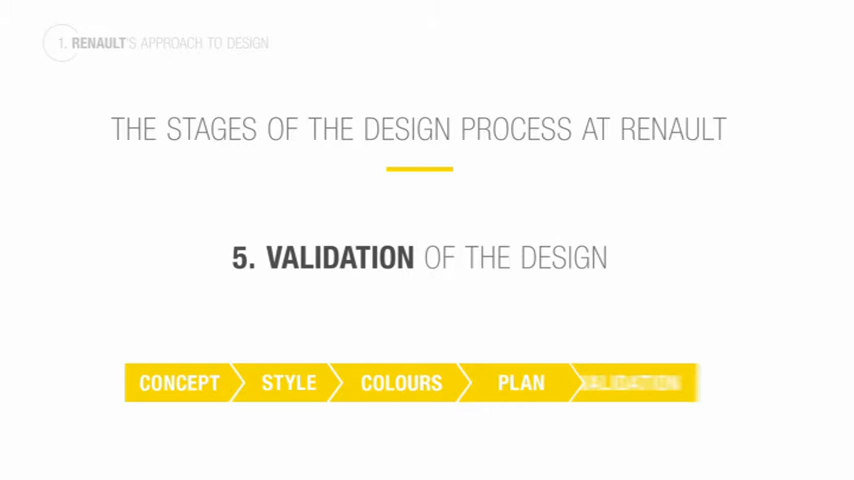 1. RENAULT'S APPROACH TO DESIGN
THE STAGES OF THE DESIGN PROCESS AT RENAULT
5. VALIDATION OF THE DESIGN
CONCEPT STYLE COLOURS PLAN VALIDATION